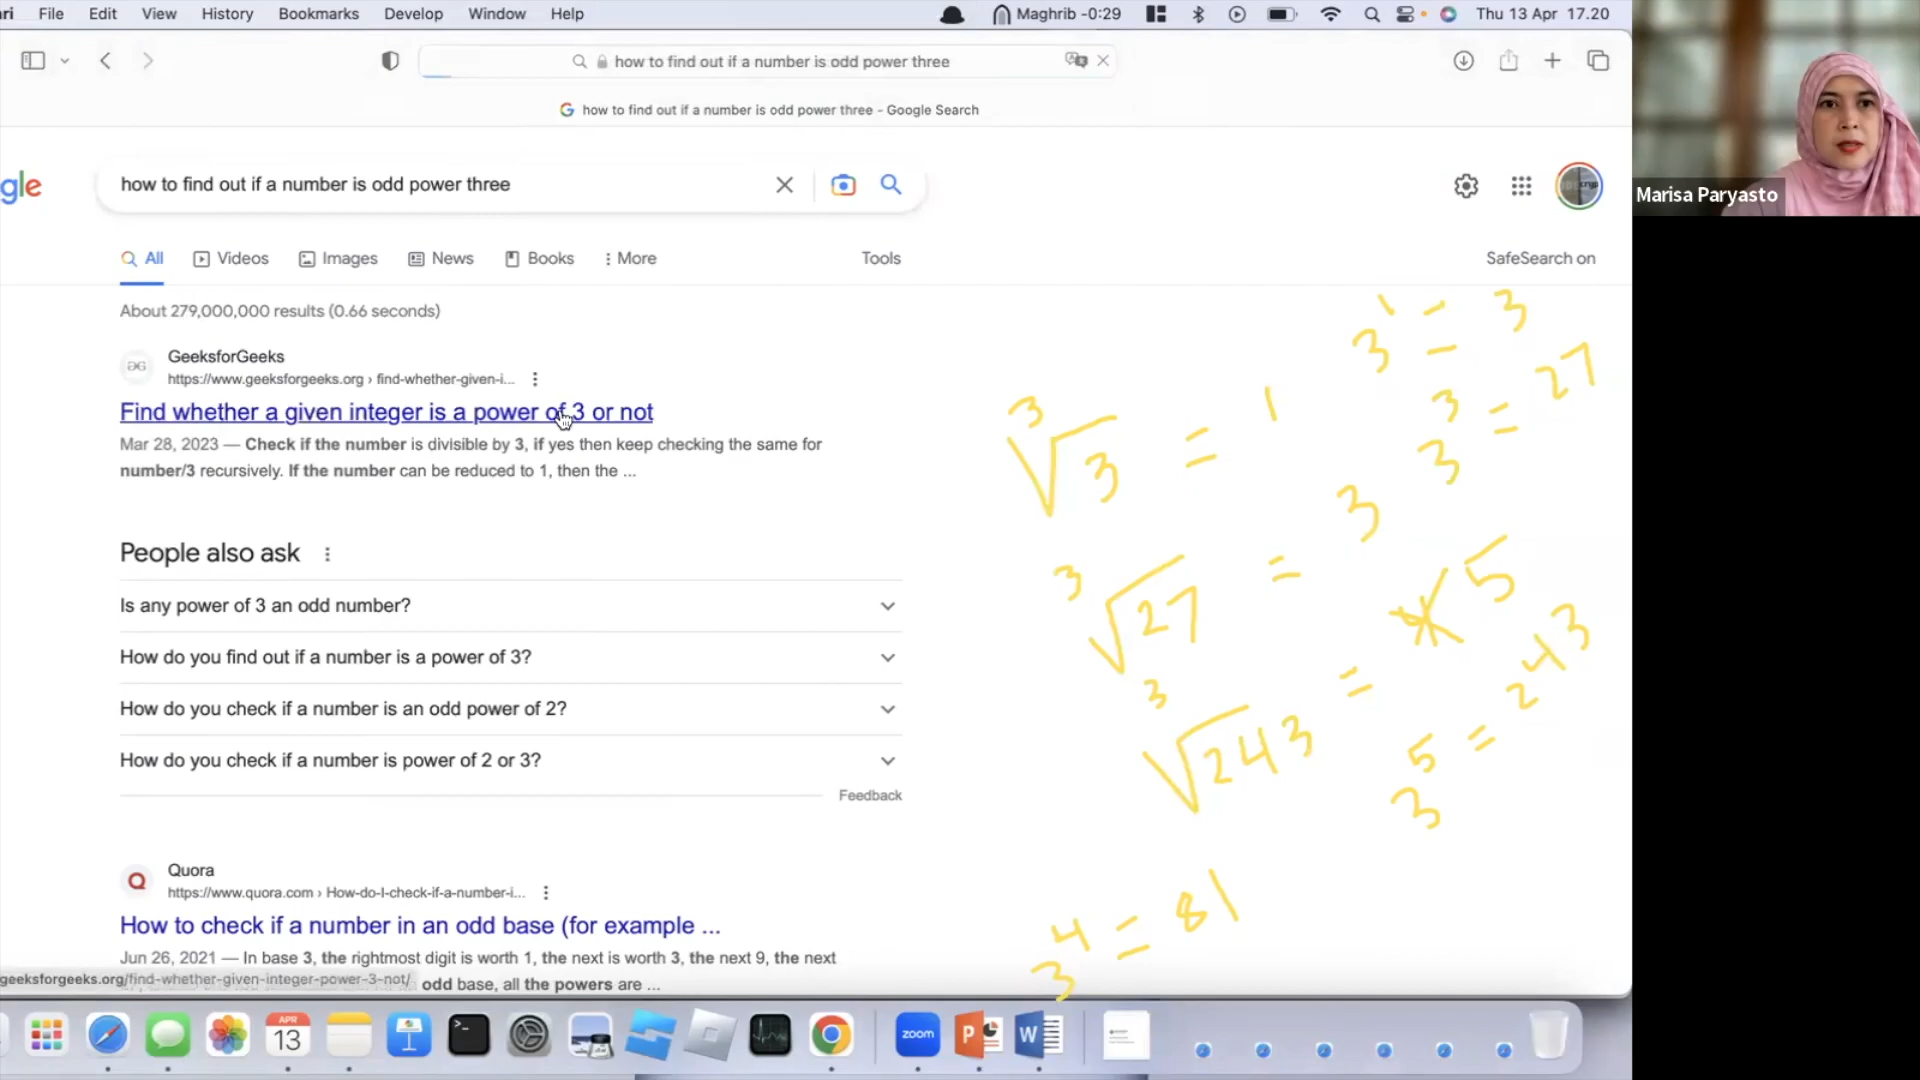 ri File Edit View History Bookmarks Develop Window Help Maghrib -0:29 Thu 13 Apr 17.20
how to find out if a number is odd power three
how to find out if a number is odd power three - Google Search
gle how to find out if a number is odd power three
Marisa Paryasto
All Videos Images News Books More Tools SafeSearch on
About 279,000,000 results (0.66 seconds)
GeeksforGeeks
https://www.geeksforgeeks.org › find-whether-given-i...
Find whether a given integer is a power of 3 or not
Mar 28, 2023 — Check if the number is divisible by 3, if yes then keep checking the same for
number/3 recursively. If the number can be reduced to 1, then the ...
People also ask
Is any power of 3 an odd number?
How do you find out if a number is a power of 3?
How do you check if a number is an odd power of 2?
How do you check if a number is power of 2 or 3?
Feedback
Quora
https://www.quora.com › How-do-I-check-if-a-number-i...
How to check if a number in an odd base (for example ...
Jun 26, 2021 — In base 3, the rightmost digit is worth 1, the next is worth 3, the next 9, the next
odd base, all the powers are ...
geeksforgeeks.org/find-whether-given-integer-power-3-not/
3¹ = 3
3³ = 27
³√3 = 1
³√27 = 3
³√243 = 5
3⁵ = 243
3⁴ = 81
APR
13
zoom
P
W